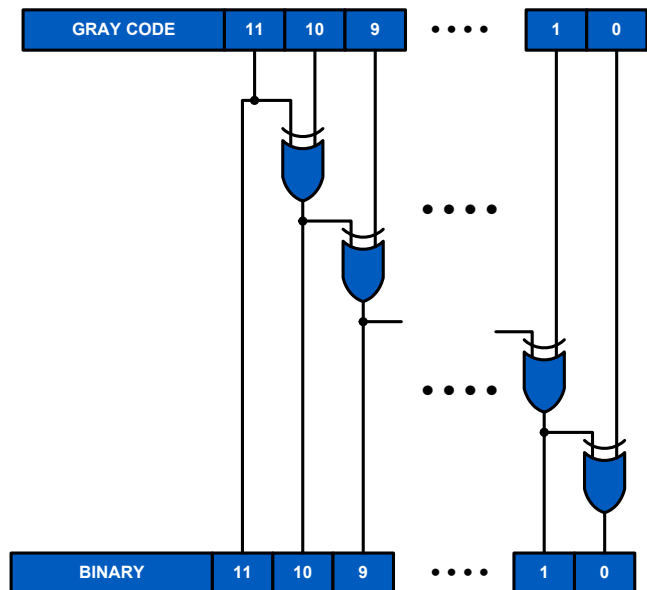 GRAY CODE 11 10 9 •••• 1 0
BINARY 11 10 9 •••• 1 0